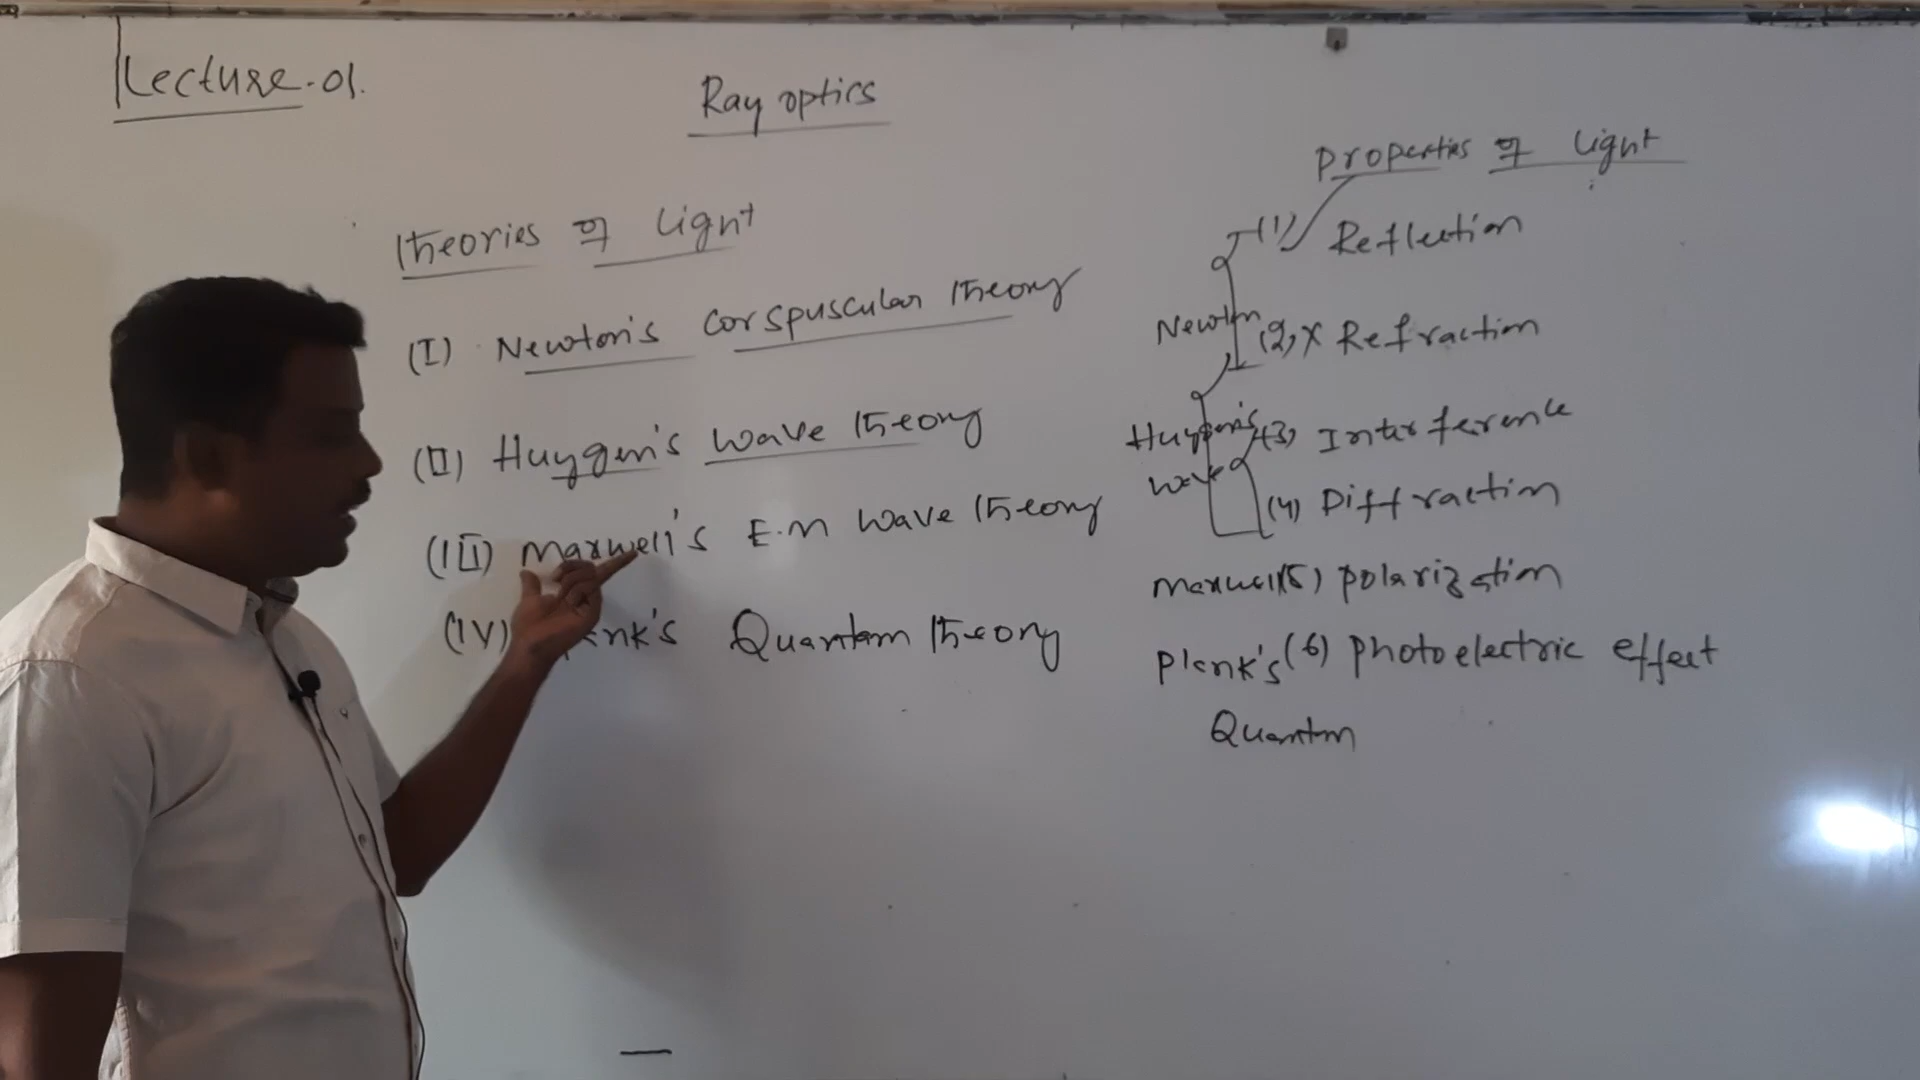 Lecture-01.
Ray optics
Theories of Light
(I) Newton's Corspuscular Theory
(II) Huygen's Wave Theory
(III) Maxwell's E.M Wave Theory
(IV) Quantum Theory
Properties of Light
(1) Reflection
Newton (2) X Refraction
Huygen's (3) Interference
Wave (4) Diffraction
Maxwell (5) Polarization
Plank's (6) Photoelectric effect
Quantum